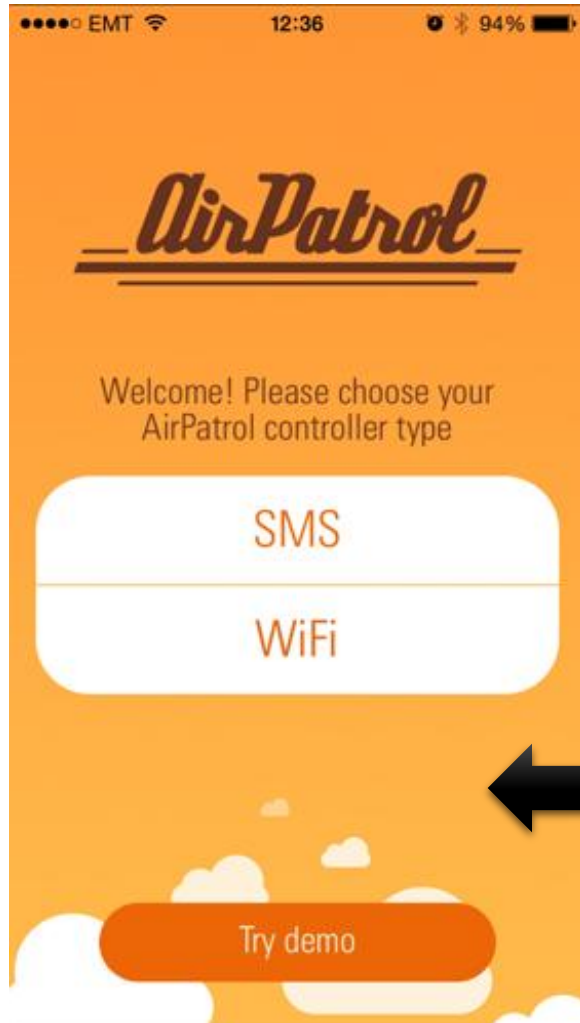 EMT 12:36 94%
AirPatrol
Welcome! Please choose your
AirPatrol controller type
SMS
WiFi
Try demo